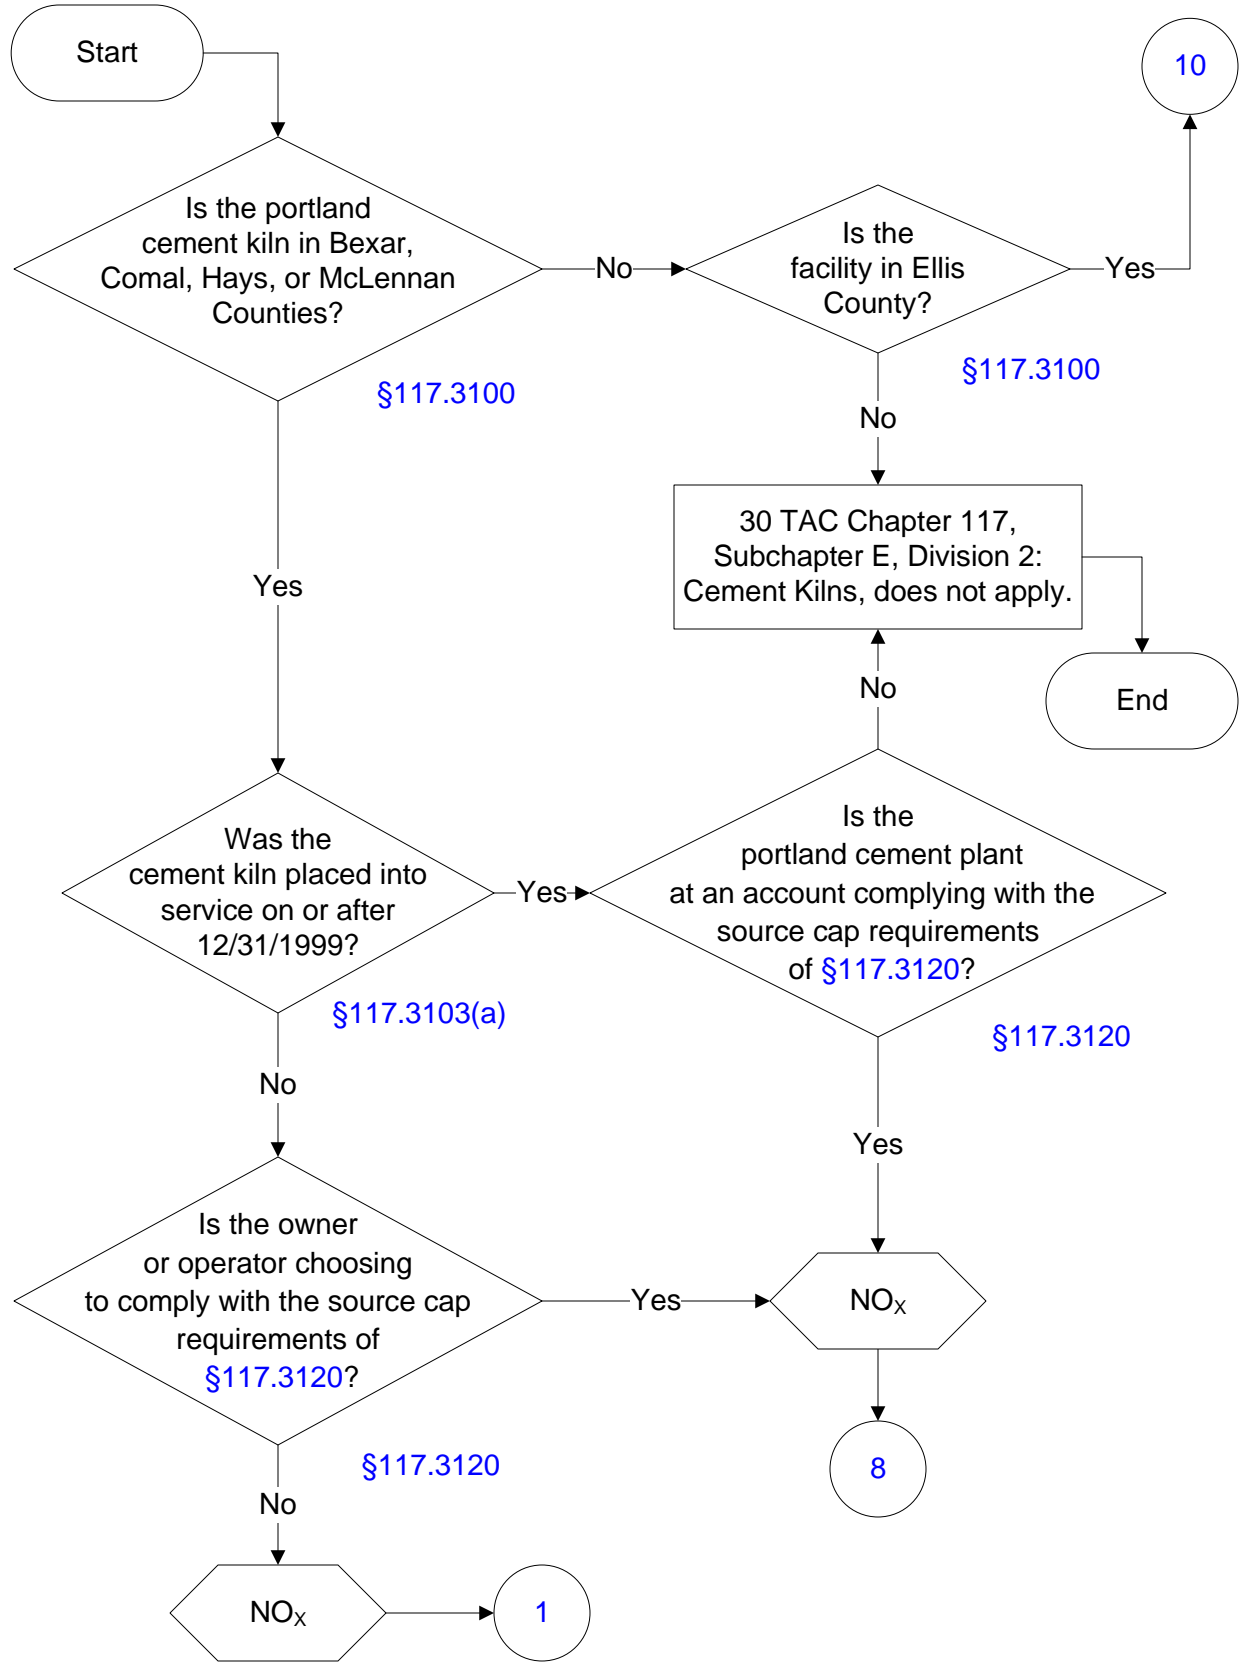 Start
10
Is the portland
cement kiln in Bexar,
Comal, Hays, or McLennan
Counties?
No
Is the
facility in Ellis
County?
Yes
§117.3100
§117.3100
No
30 TAC Chapter 117,
Subchapter E, Division 2:
Cement Kilns, does not apply.
Yes
No
End
Was the
cement kiln placed into
service on or after
12/31/1999?
Yes
Is the
portland cement plant
at an account complying with the
source cap requirements
of §117.3120?
§117.3103(a)
§117.3120
No
Yes
Is the owner
or operator choosing
to comply with the source cap
requirements of
§117.3120?
Yes
NOX
§117.3120
8
No
NOX
1